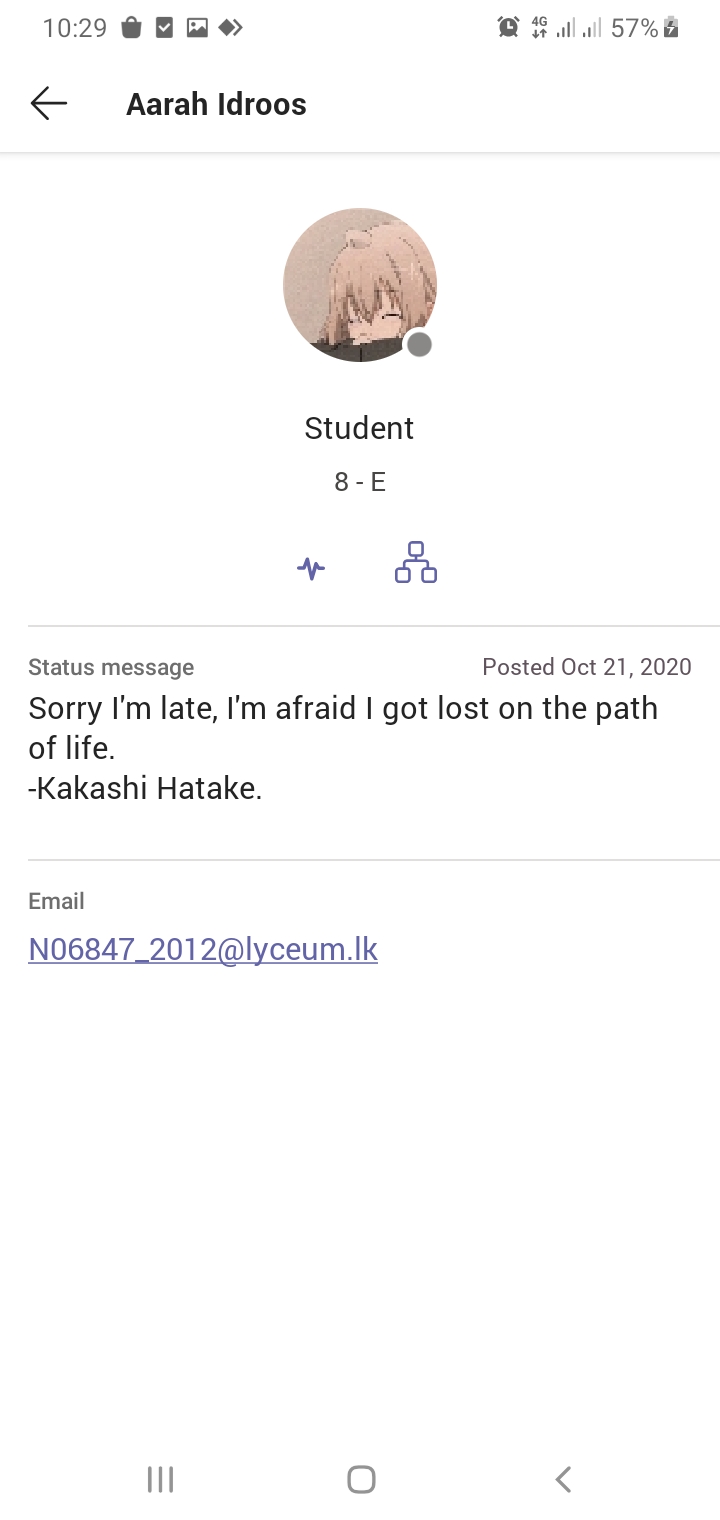 10:29
4G
57%
Aarah Idroos
Student
8 - E
Status message
Posted Oct 21, 2020
Sorry I'm late, I'm afraid I got lost on the path
of life.
-Kakashi Hatake.
Email
N06847_2012@lyceum.lk